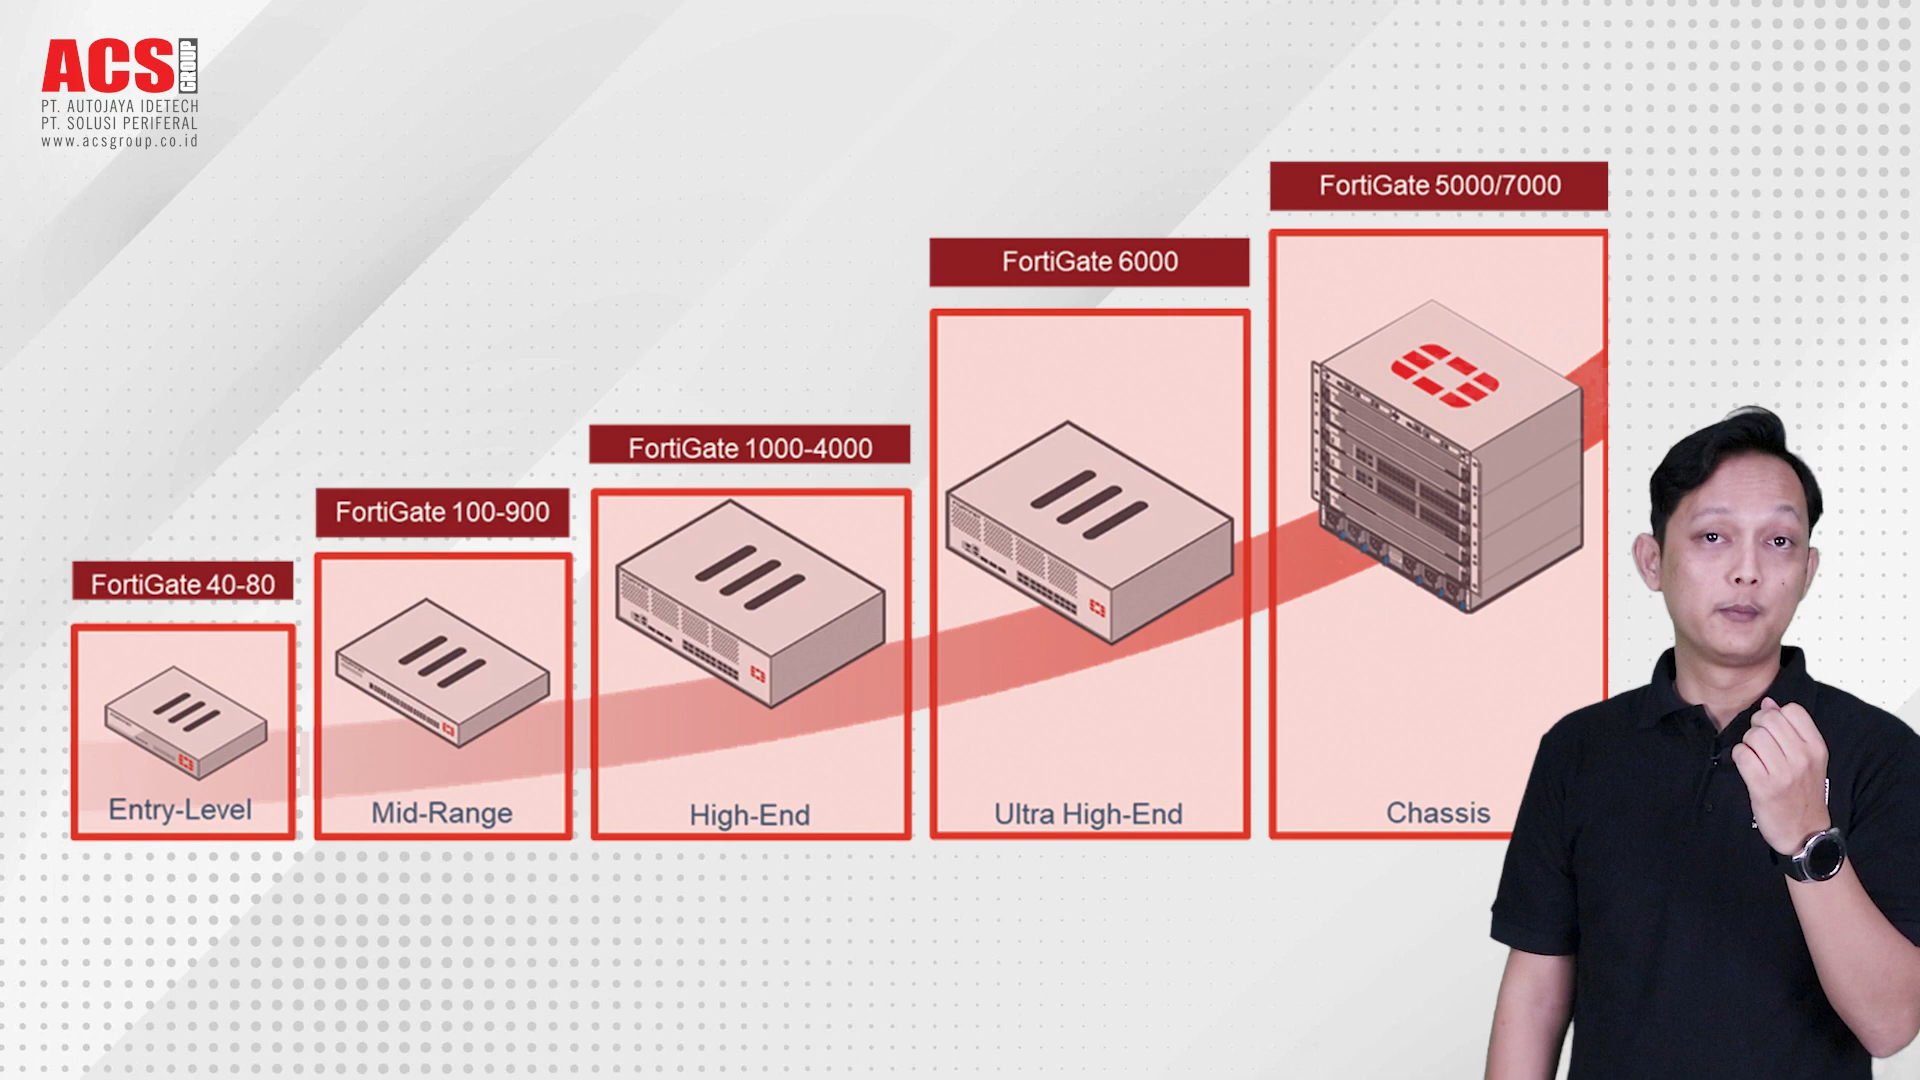 ACS GROUP
PT. AUTOJAYA IDETECH
PT. SOLUSI PERIFERAL
www.acsgroup.co.id
FortiGate 5000/7000
FortiGate 6000
FortiGate 1000-4000
FortiGate 100-900
FortiGate 40-80
Entry-Level
Mid-Range
High-End
Ultra High-End
Chassis